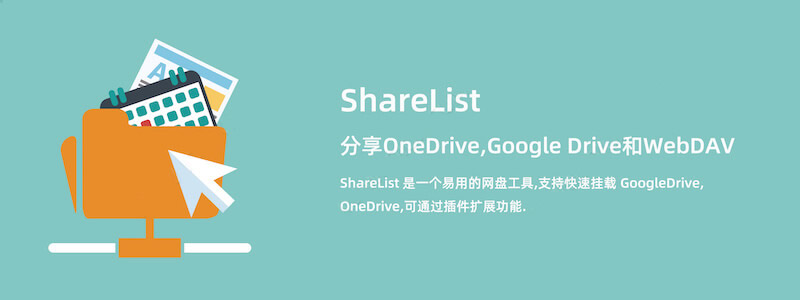 ShareList
分享OneDrive,Google Drive和WebDAV
ShareList 是一个易用的网盘工具,支持快速挂载 GoogleDrive,
OneDrive,可通过插件扩展功能.
A